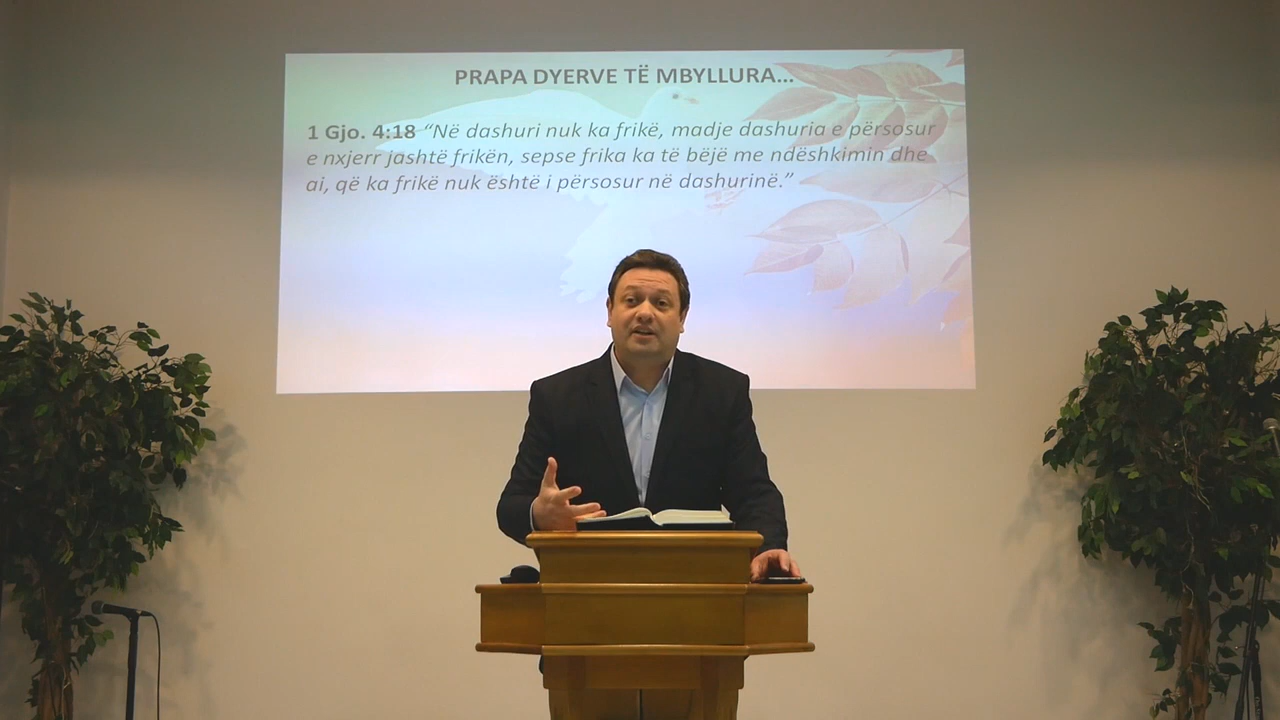 PRAPA DYERVE TË MBYLLURA...
1 Gjo. 4:18 “Në dashuri nuk ka frikë, madje dashuria e përsosur
e nxjerr jashtë frikën, sepse frika ka të bëjë me ndëshkimin dhe
ai, që ka frikë nuk është i përsosur në dashurinë.”